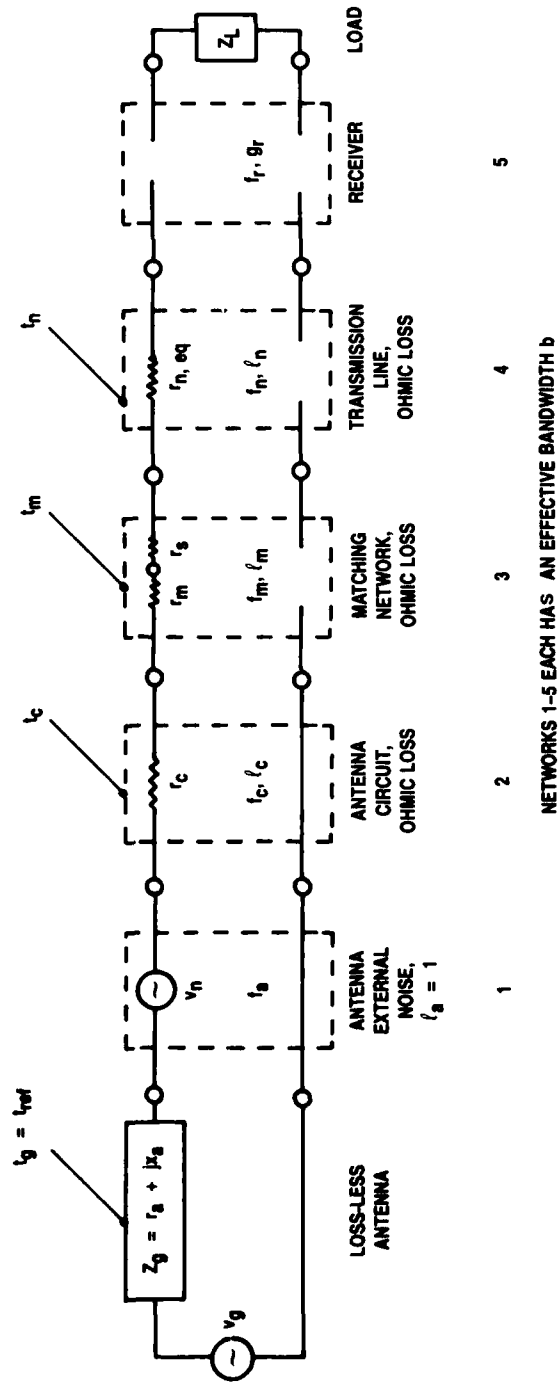 t_g = t_ref
Z_g = r_a + jx_a
v_g
LOSS-LESS
ANTENNA
v_n
f_a
ANTENNA
EXTERNAL
NOISE,
ℓ_a = 1
1
t_c
r_c
f_c, ℓ_c
ANTENNA
CIRCUIT,
OHMIC LOSS
2
t_m
r_m
r_s
f_m, ℓ_m
MATCHING
NETWORK,
OHMIC LOSS
3
t_n
r_n, eq
f_n, ℓ_n
TRANSMISSION
LINE,
OHMIC LOSS
4
f_r, g_r
RECEIVER
5
Z_L
LOAD
NETWORKS 1-5 EACH HAS AN EFFECTIVE BANDWIDTH b